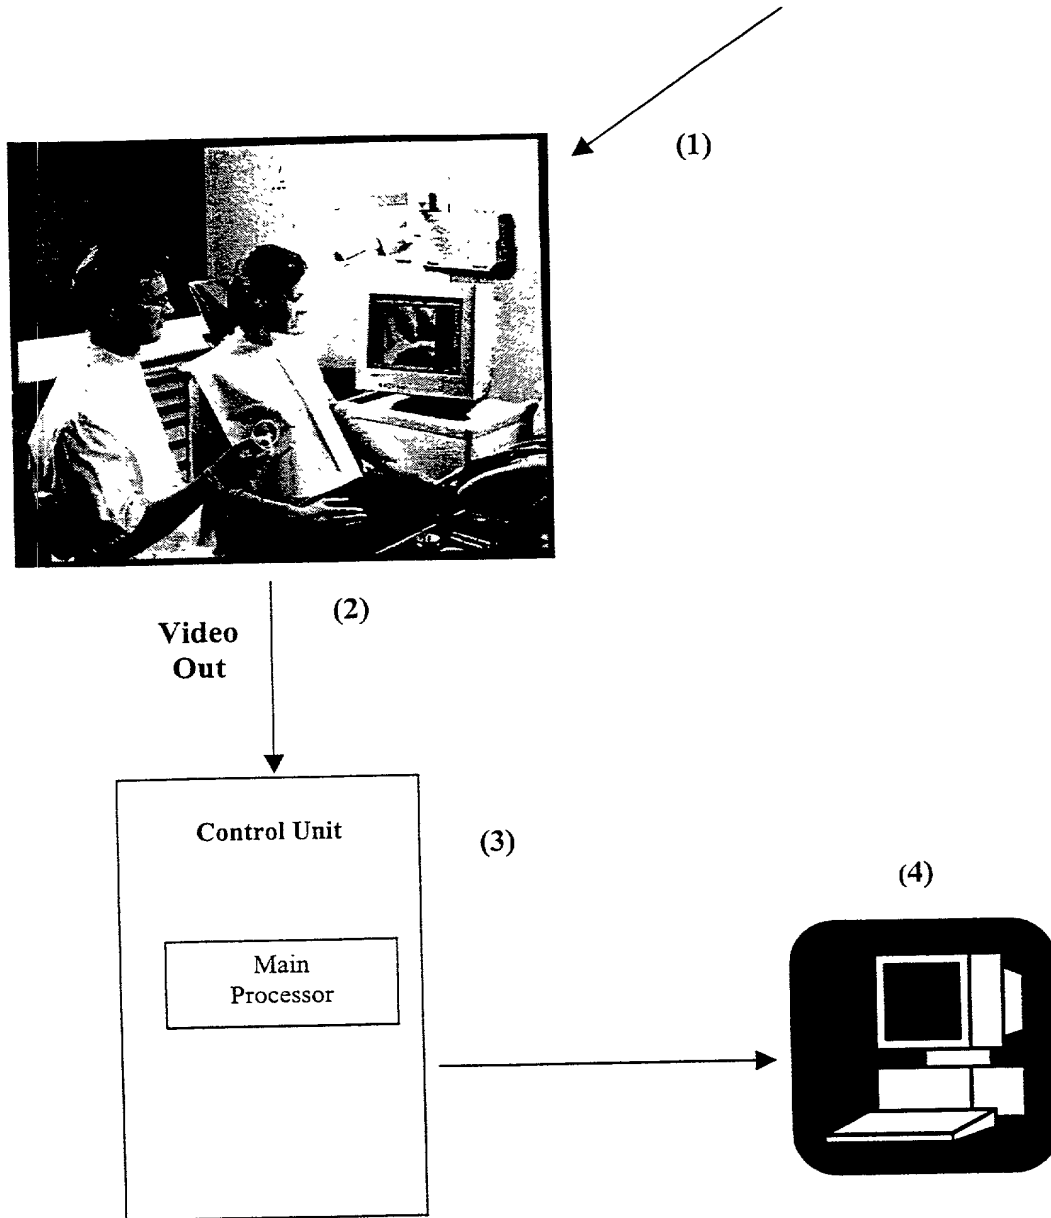 (1)
(2)
Video
Out
Control Unit
(3)
(4)
Main
Processor